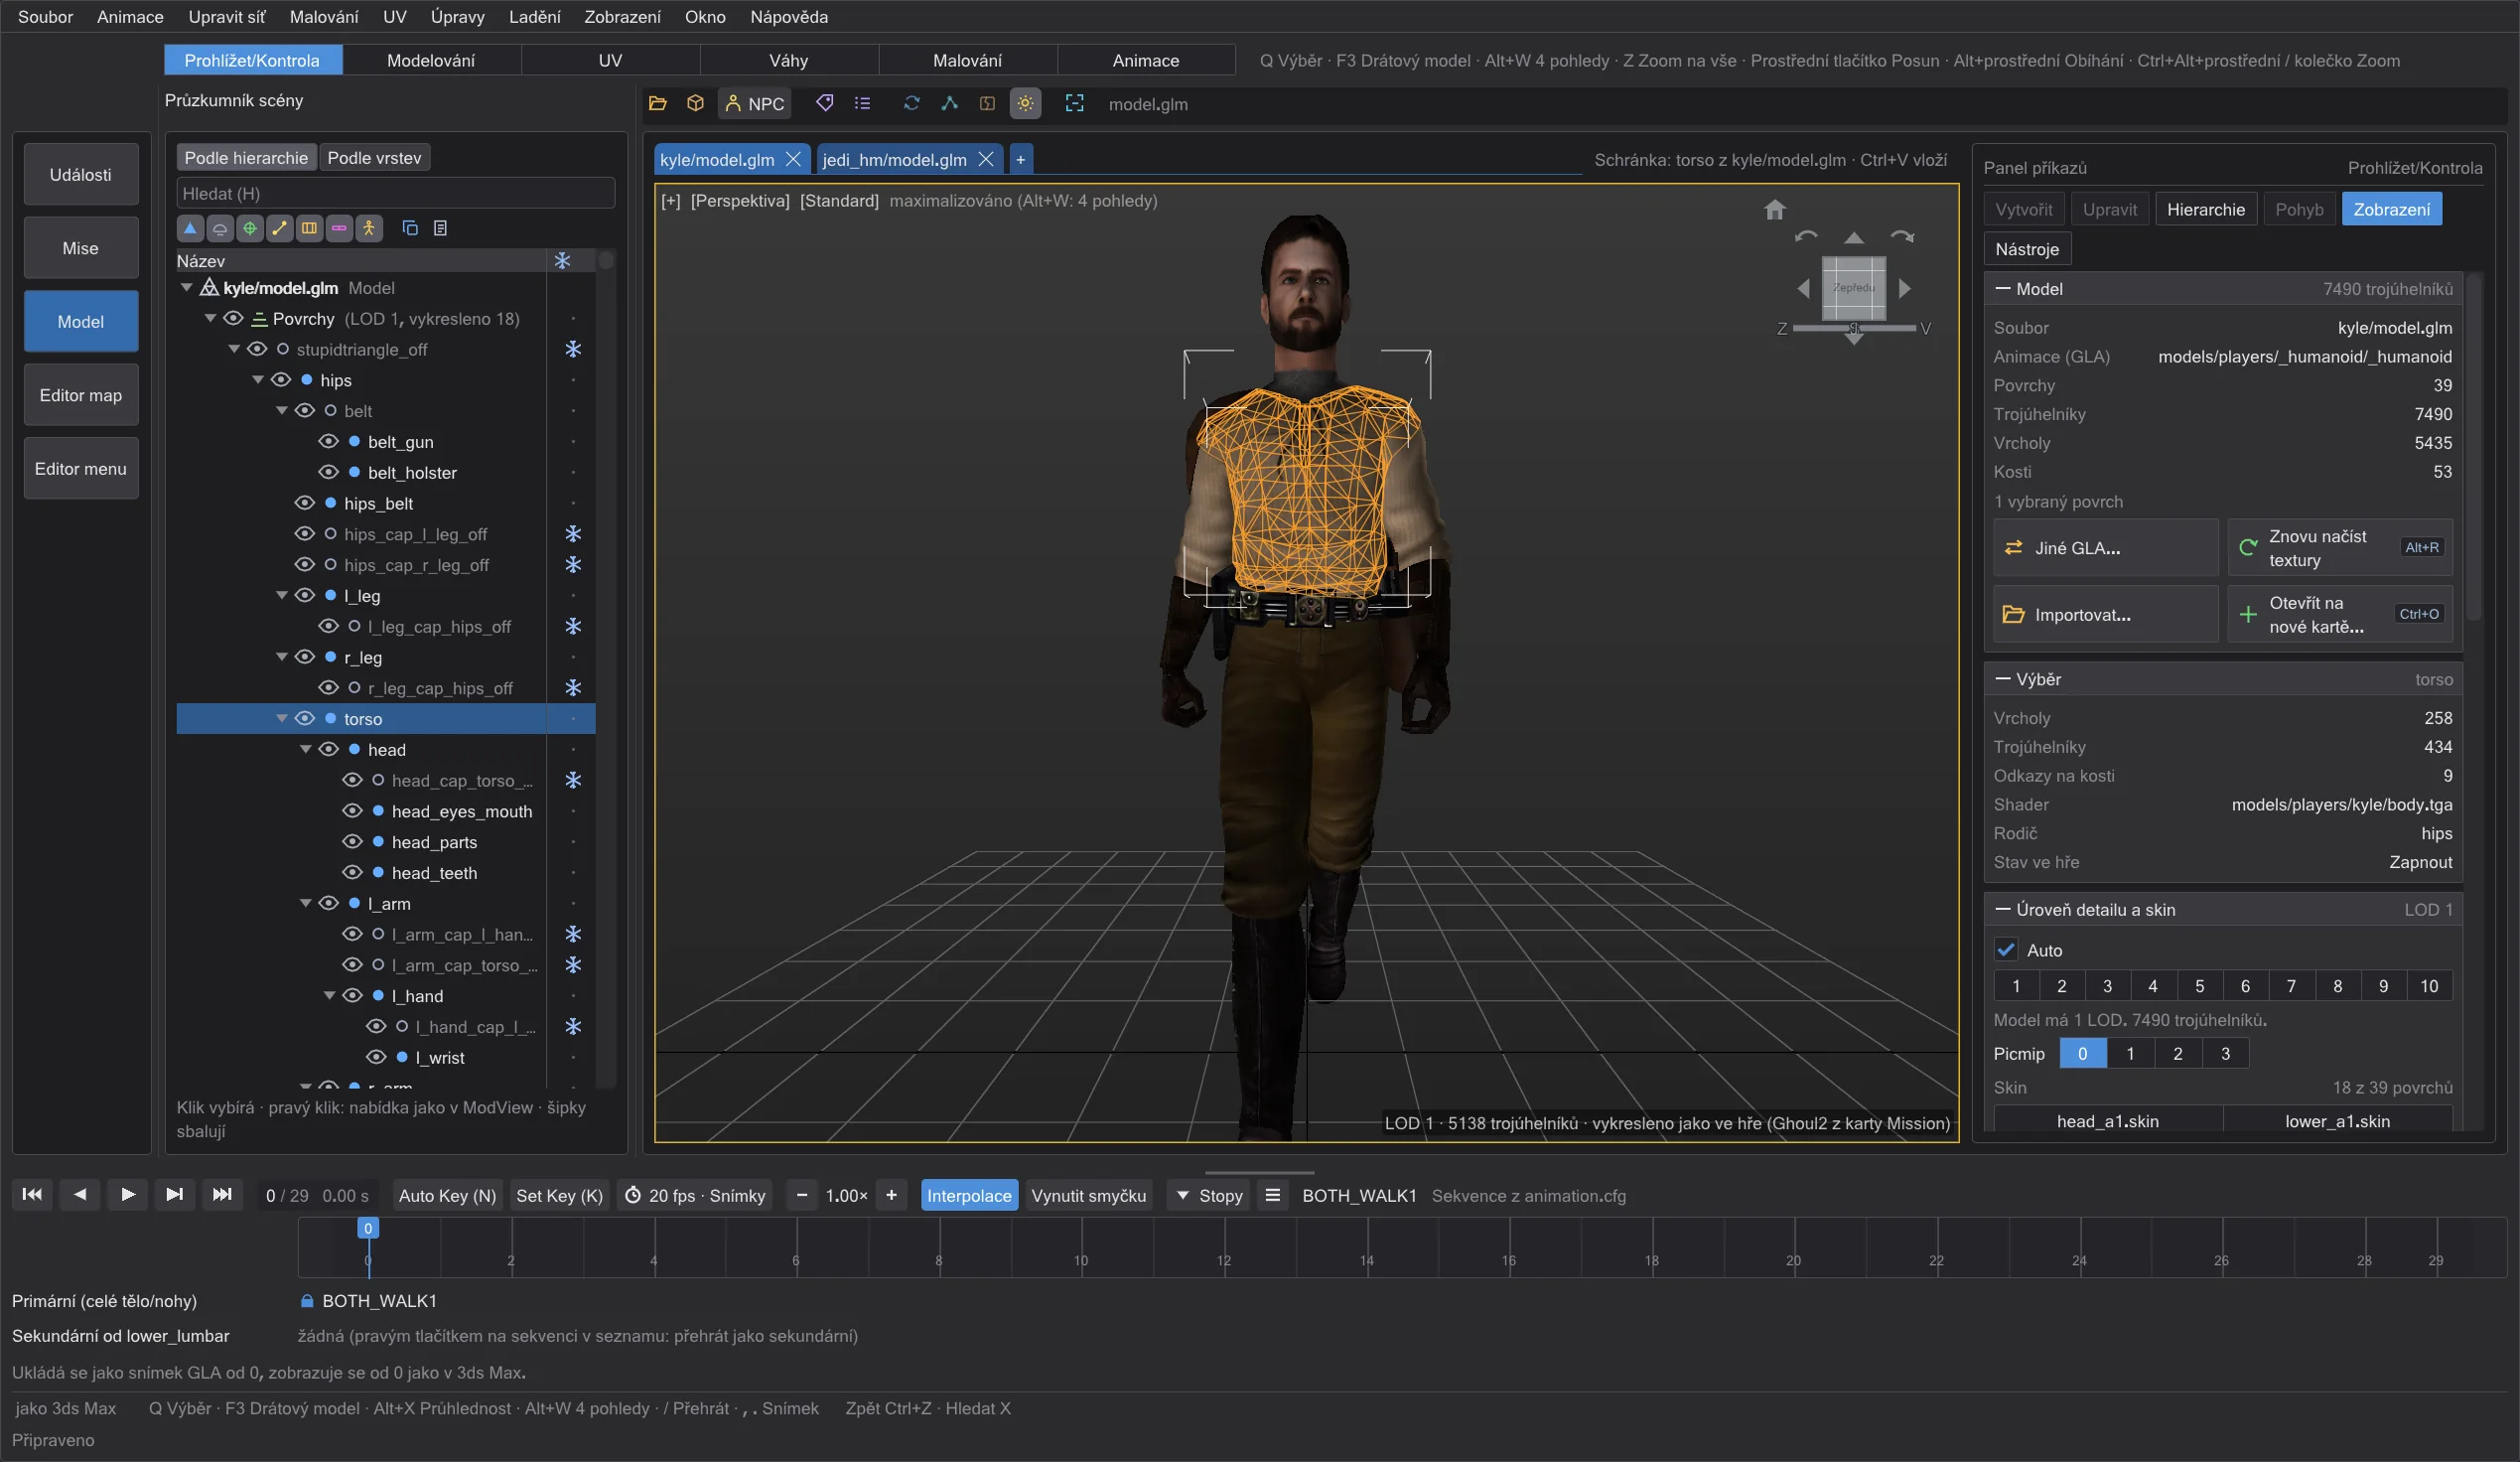 Soubor Animace Upravit síť Malování UV Úpravy Ladění Zobrazení Okno Nápověda
Prohlížet/Kontrola Modelování UV Váhy Malování Animace Q Výběr · F3 Drátový model · Alt+W 4 pohledy · Z Zoom na vše · Prostřední tlačítko Posun · Alt+prostřední Obíhání · Ctrl+Alt+prostřední / kolečko Zoom
Průzkumník scény
NPC model.glm
Události
Mise
Model
Editor map
Editor menu
Podle hierarchie Podle vrstev
Hledat (H)
Název
kyle/model.glm Model
Povrchy (LOD 1, vykresleno 18)
stupidtriangle_off
hips
belt
belt_gun
belt_holster
hips_belt
hips_cap_l_leg_off
hips_cap_r_leg_off
l_leg
l_leg_cap_hips_off
r_leg
r_leg_cap_hips_off
torso
head
head_cap_torso_...
head_eyes_mouth
head_parts
head_teeth
l_arm
l_arm_cap_l_han...
l_arm_cap_torso_...
l_hand
l_hand_cap_l_...
l_wrist
r_arm
Klik vybírá · pravý klik: nabídka jako v ModView · šipky
sbalují
kyle/model.glm jedi_hm/model.glm + Schránka: torso z kyle/model.glm · Ctrl+V vloží
[+] [Perspektiva] [Standard] maximalizováno (Alt+W: 4 pohledy)
Zepředu
Z V
LOD 1 · 5138 trojúhelníků · vykresleno jako ve hře (Ghoul2 z karty Mission)
Panel příkazů Prohlížet/Kontrola
Vytvořit Upravit Hierarchie Pohyb Zobrazení
Nástroje
Model 7490 trojúhelníků
Soubor kyle/model.glm
Animace (GLA) models/players/_humanoid/_humanoid
Povrchy 39
Trojúhelníky 7490
Vrcholy 5435
Kosti 53
1 vybraný povrch
Jiné GLA...
Znovu načíst
textury
Alt+R
Importovat...
Otevřít na
nové kartě...
Ctrl+O
Výběr torso
Vrcholy 258
Trojúhelníky 434
Odkazy na kosti 9
Shader models/players/kyle/body.tga
Rodič hips
Stav ve hře Zapnout
Úroveň detailu a skin LOD 1
Auto
1 2 3 4 5 6 7 8 9 10
Model má 1 LOD. 7490 trojúhelníků.
Picmip 0 1 2 3
Skin 18 z 39 povrchů
head_a1.skin lower_a1.skin
0 / 29 0.00 s Auto Key (N) Set Key (K) 20 fps · Snímky − 1.00× + Interpolace Vynutit smyčku Stopy BOTH_WALK1 Sekvence z animation.cfg
0
0 2 4 6 8 10 12 14 16 18 20 22 24 26 28 29
Primární (celé tělo/nohy) BOTH_WALK1
Sekundární od lower_lumbar žádná (pravým tlačítkem na sekvenci v seznamu: přehrát jako sekundární)
Ukládá se jako snímek GLA od 0, zobrazuje se od 0 jako v 3ds Max.
jako 3ds Max Q Výběr · F3 Drátový model · Alt+X Průhlednost · Alt+W 4 pohledy · / Přehrát · , . Snímek Zpět Ctrl+Z · Hledat X
Připraveno